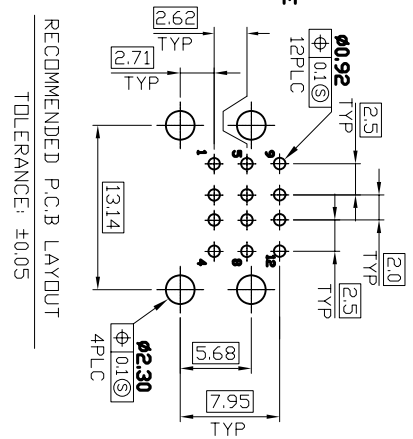 2.62
TYP
2.71
TYP
ø0.92
12PLC
⌖ 0.1 Ⓢ
2.5
TYP
2.0
TYP
2.5
TYP
1
5
9
4
8
12
13.14
ø2.30
⌖ 0.1 Ⓢ
4PLC
5.68
7.95
TYP
RECOMMENDED P.C.B LAYOUT
TOLERANCE: ±0.05